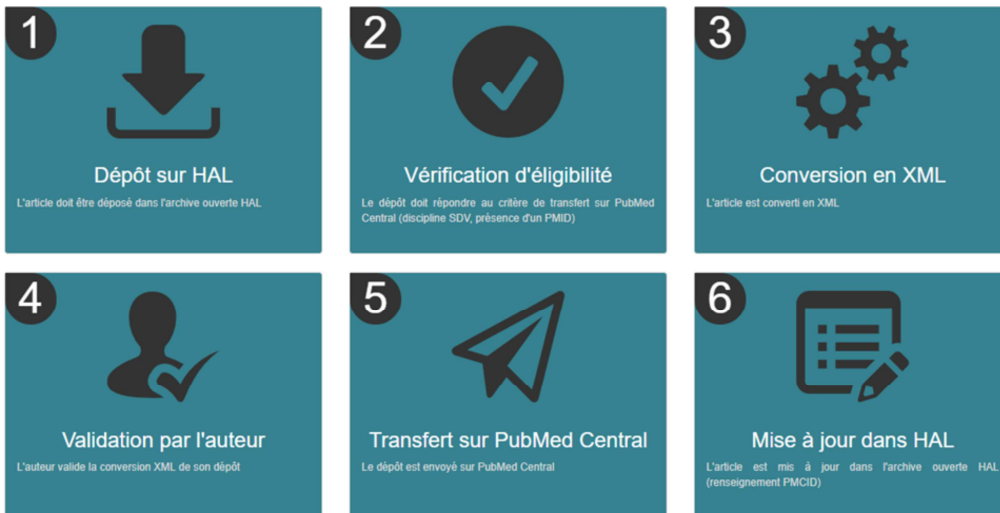 1
Dépôt sur HAL
L'article doit être déposé dans l'archive ouverte HAL
2
Vérification d'éligibilité
Le dépôt doit répondre au critère de transfert sur PubMed
Central (discipline SDV, présence d'un PMID)
3
Conversion en XML
L'article est converti en XML
4
Validation par l'auteur
L'auteur valide la conversion XML de son dépôt
5
Transfert sur PubMed Central
Le dépôt est envoyé sur PubMed Central
6
Mise à jour dans HAL
L'article est mis à jour dans l'archive ouverte HAL
(renseignement PMCID)